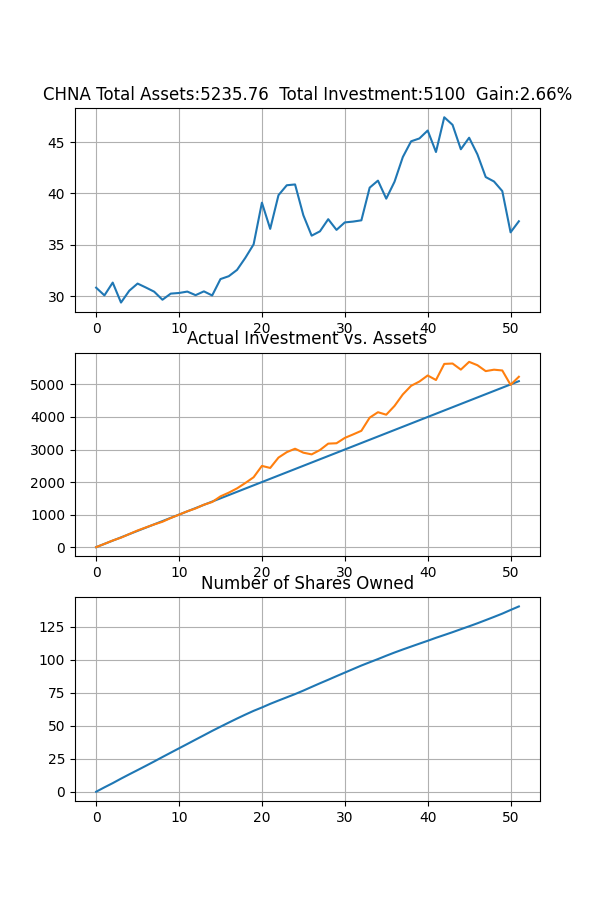 CHNA Total Assets:5235.76  Total Investment:5100  Gain:2.66%
45
40
35
30
0 10 20 30 40 50
Actual Investment vs. Assets
5000
4000
3000
2000
1000
0
0 10 20 30 40 50
Number of Shares Owned
125
100
75
50
25
0
0 10 20 30 40 50